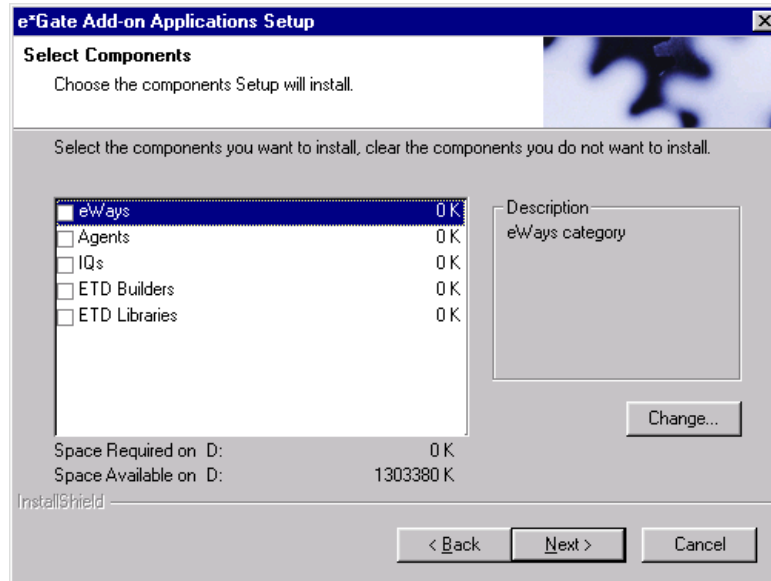 e*Gate Add-on Applications Setup
Select Components
Choose the components Setup will install.
Select the components you want to install, clear the components you do not want to install.
eWays 0 K
Agents 0 K
IQs 0 K
ETD Builders 0 K
ETD Libraries 0 K
Description
eWays category
Change...
Space Required on D: 0 K
Space Available on D: 1303380 K
InstallShield
< Back Next > Cancel